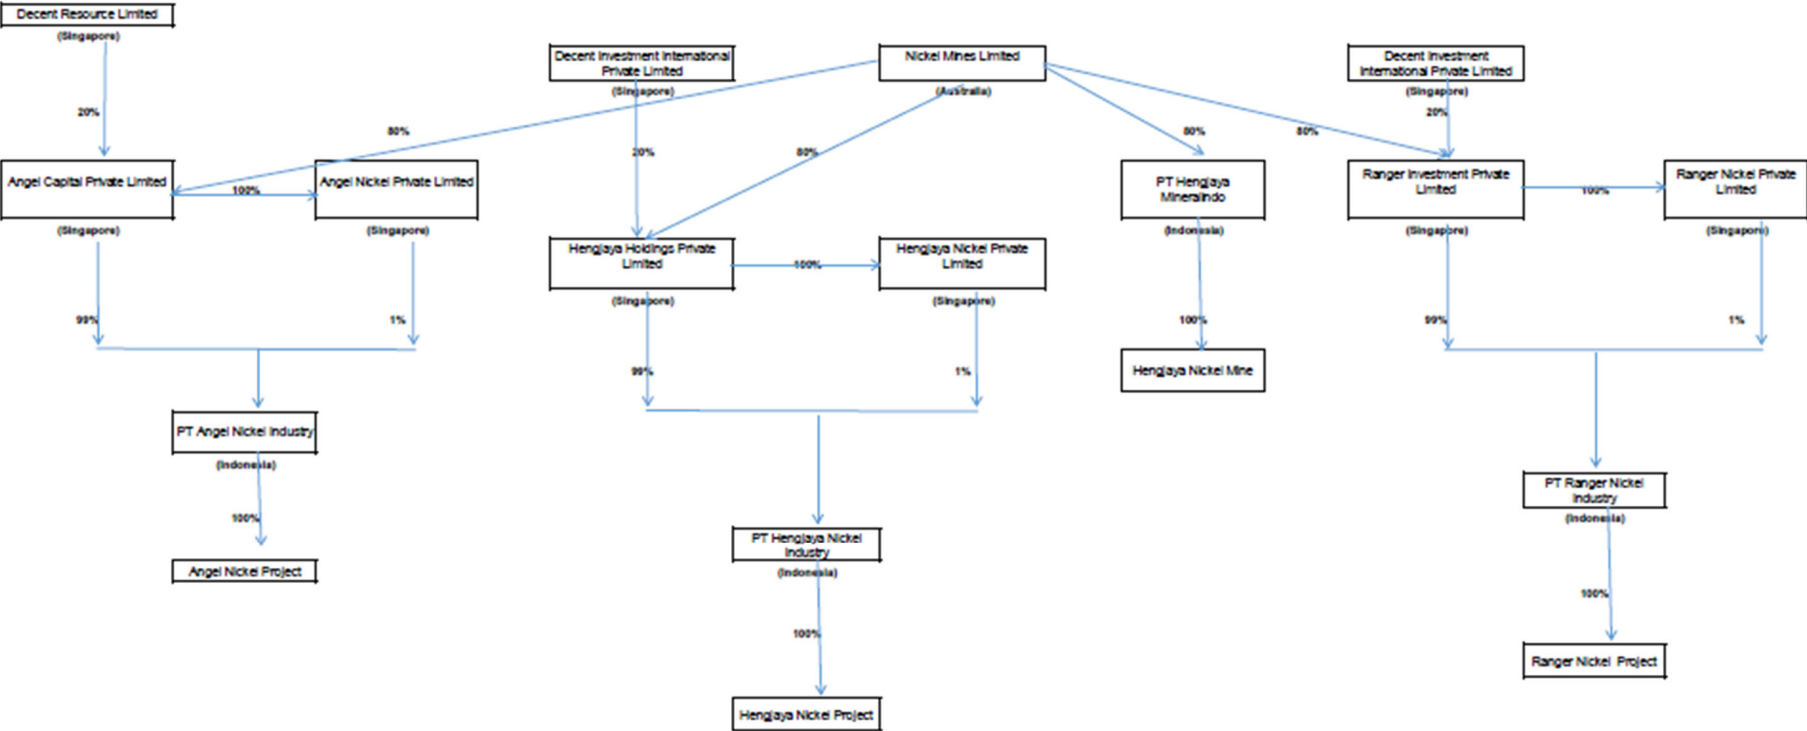 Decent Resource Limited
(Singapore)
Decent Investment International
Private Limited
(Singapore)
Nickel Mines Limited
(Australia)
Decent Investment
International Private Limited
(Singapore)
20%
80%
20%
80%
80%
80%
20%
Angel Capital Private Limited
(Singapore)
100%
Angel Nickel Private Limited
(Singapore)
PT Hengjaya
Mineralindo
(Indonesia)
Ranger Investment Private
Limited
(Singapore)
100%
Ranger Nickel Private
Limited
(Singapore)
Hengjaya Holdings Private
Limited
(Singapore)
100%
Hengjaya Nickel Private
Limited
(Singapore)
99%
1%
99%
1%
100%
99%
1%
Hengjaya Nickel Mine
PT Angel Nickel Industry
(Indonesia)
100%
Angel Nickel Project
PT Hengjaya Nickel
Industry
(Indonesia)
100%
Hengjaya Nickel Project
PT Ranger Nickel
Industry
(Indonesia)
100%
Ranger Nickel Project